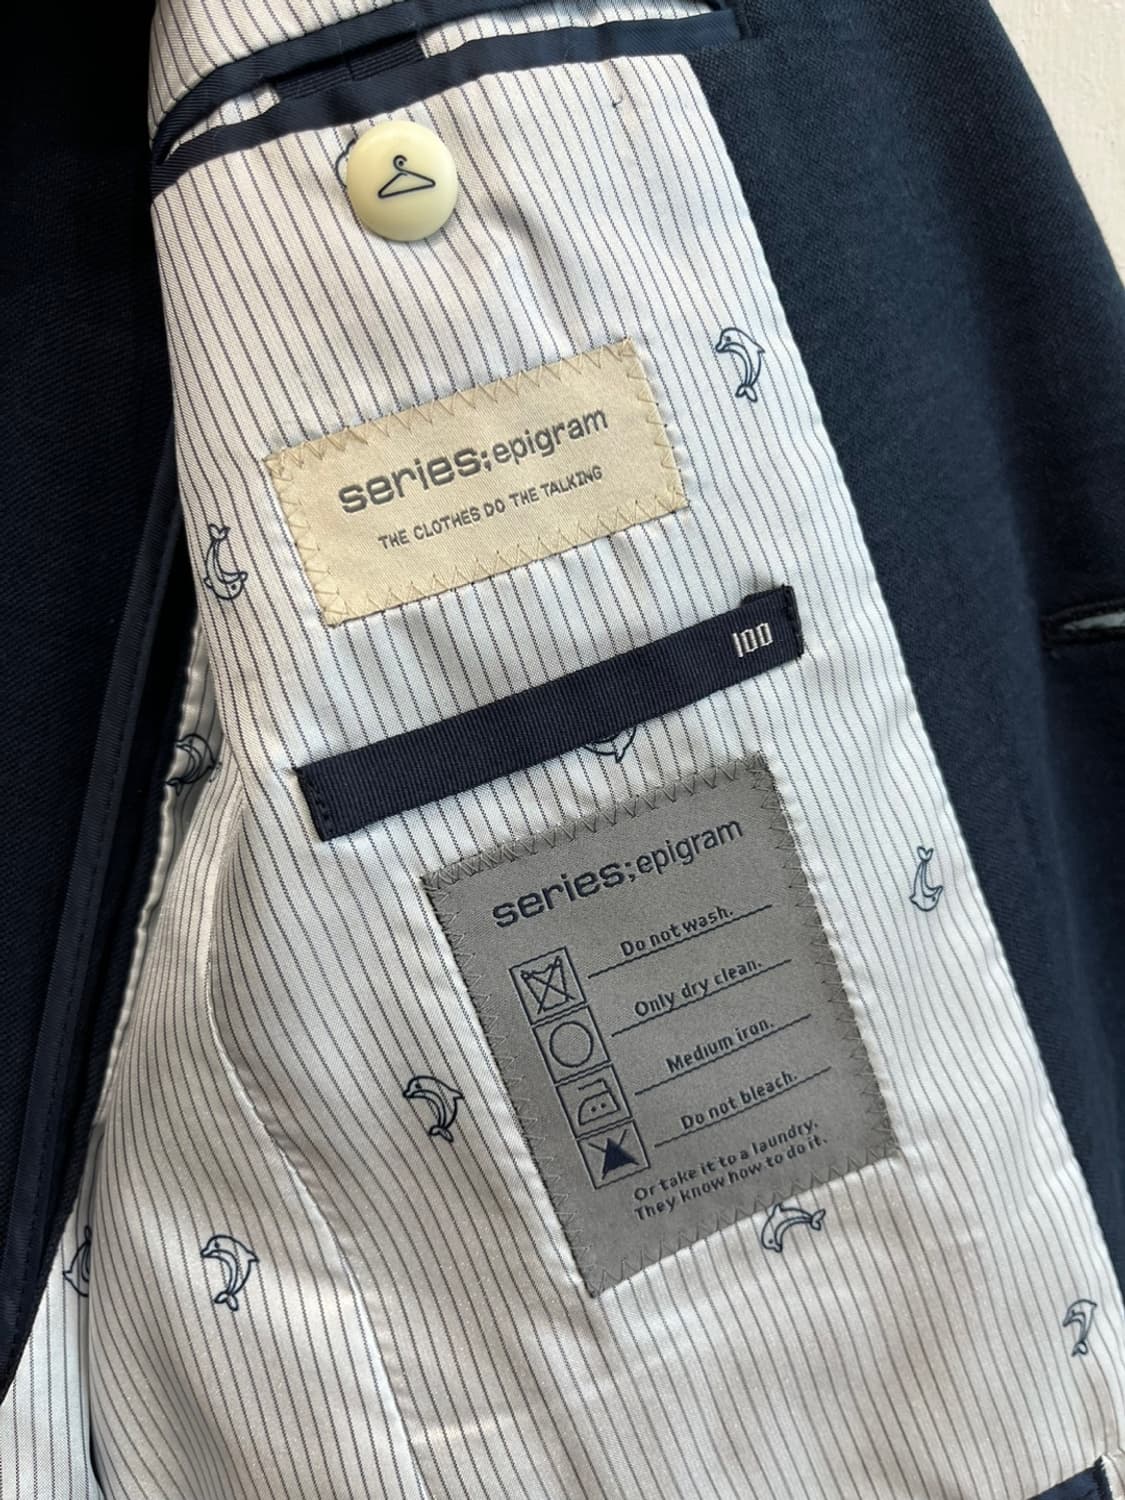 series;epigram
THE CLOTHES DO THE TALKING
100
series;epigram
Do not wash.
Only dry clean.
Medium iron.
Do not bleach.
Or take it to a laundry.
They know how to do it.